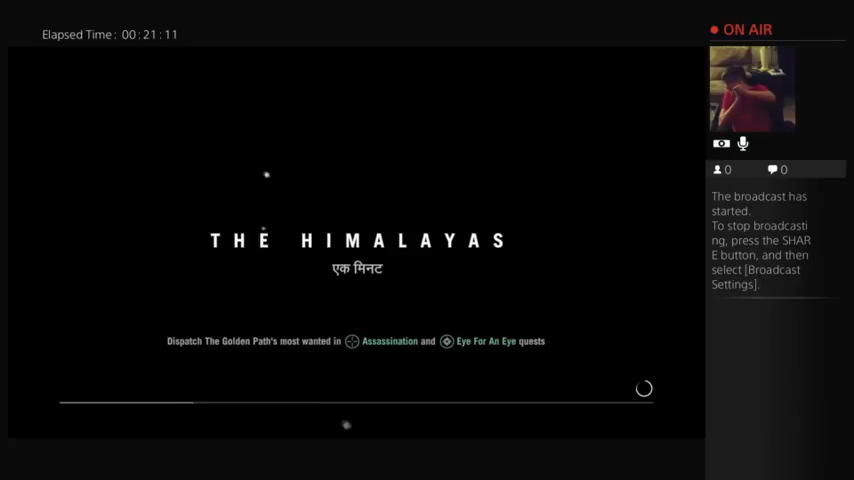 Elapsed Time: 00:21:11
ON AIR
THE HIMALAYAS
एक मिनट
Dispatch The Golden Path's most wanted in Assassination and Eye For An Eye quests
0 0
The broadcast has
started.
To stop broadcasti
ng, press the SHAR
E button, and then
select [Broadcast
Settings].